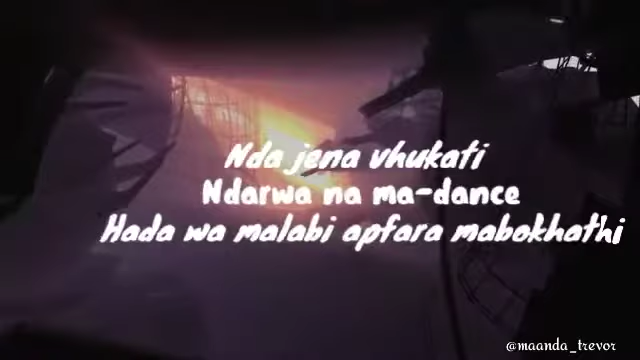 Nda jena vhukati
Ndarwa na ma-dance
Hada wa malabi apfara mabokhathi
@maanda_trevor